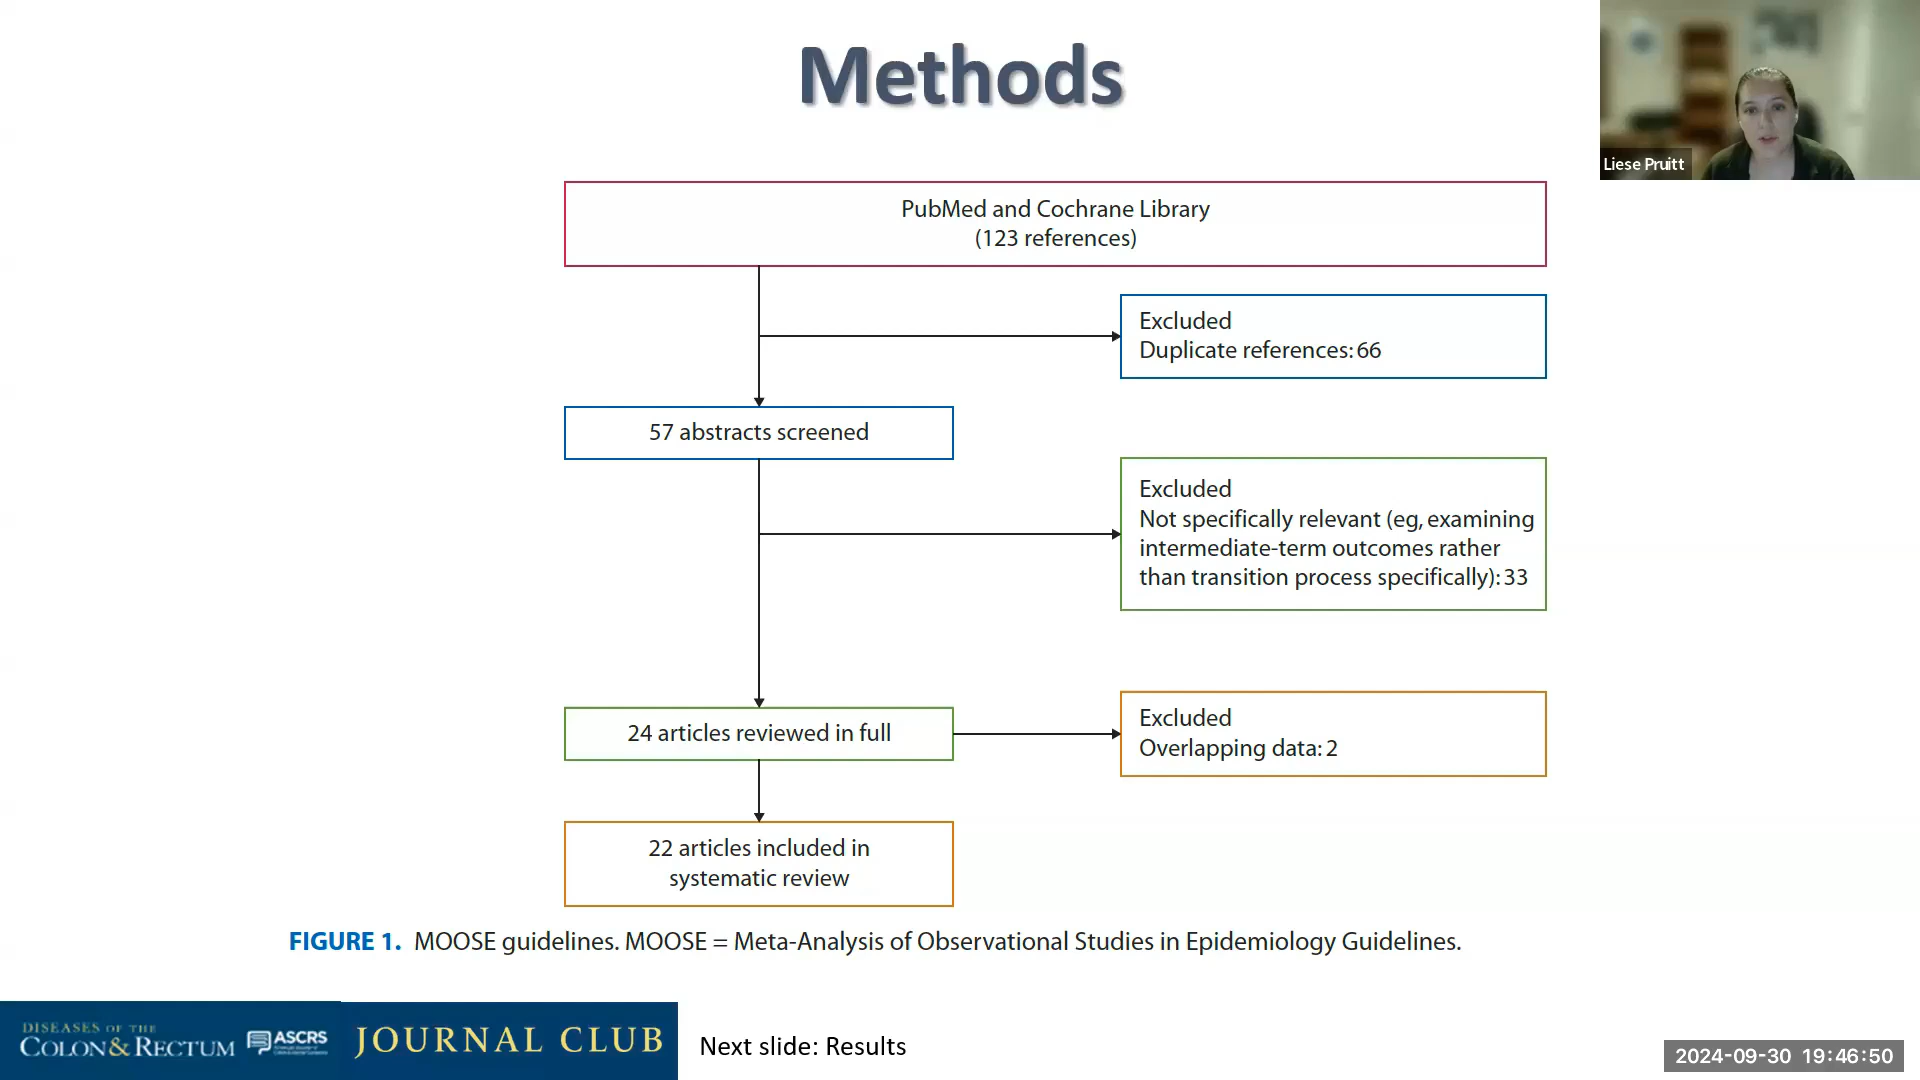 Methods
Liese Pruitt
PubMed and Cochrane Library
(123 references)
Excluded
Duplicate references: 66
57 abstracts screened
Excluded
Not specifically relevant (eg, examining
intermediate-term outcomes rather
than transition process specifically): 33
24 articles reviewed in full
Excluded
Overlapping data: 2
22 articles included in
systematic review
FIGURE 1. MOOSE guidelines. MOOSE = Meta-Analysis of Observational Studies in Epidemiology Guidelines.
DISEASES OF THE
COLON & RECTUM
ASCRS
JOURNAL CLUB
Next slide: Results
2024-09-30 19:46:50